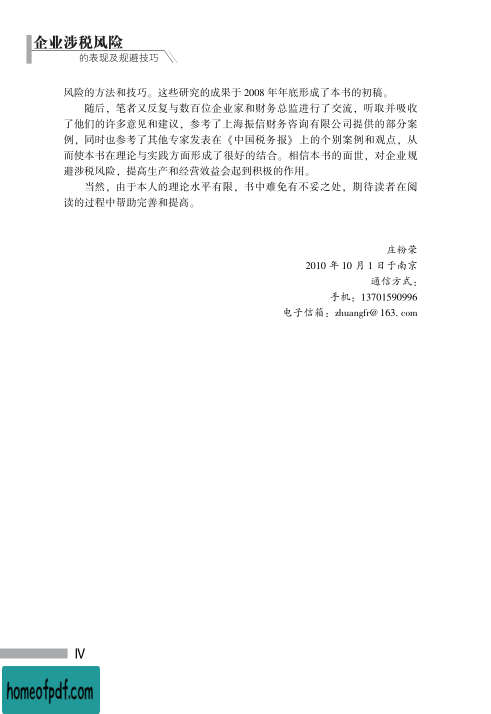 企业涉税风险
的表现及规避技巧
风险的方法和技巧。这些研究的成果于 2008 年年底形成了本书的初稿。
随后，笔者又反复与数百位企业家和财务总监进行了交流，听取并吸收
了他们的许多意见和建议，参考了上海振信财务咨询有限公司提供的部分案
例，同时也参考了其他专家发表在《中国税务报》上的个别案例和观点，从
而使本书在理论与实践方面形成了很好的结合。相信本书的面世，对企业规
避涉税风险，提高生产和经营效益会起到积极的作用。
当然，由于本人的理论水平有限，书中难免有不妥之处，期待读者在阅
读的过程中帮助完善和提高。
庄粉荣
2010 年 10 月 1 日于南京
通信方式：
手机：13701590996
电子信箱：zhuangfr@ 163. com
Ⅳ
homeofpdf.com